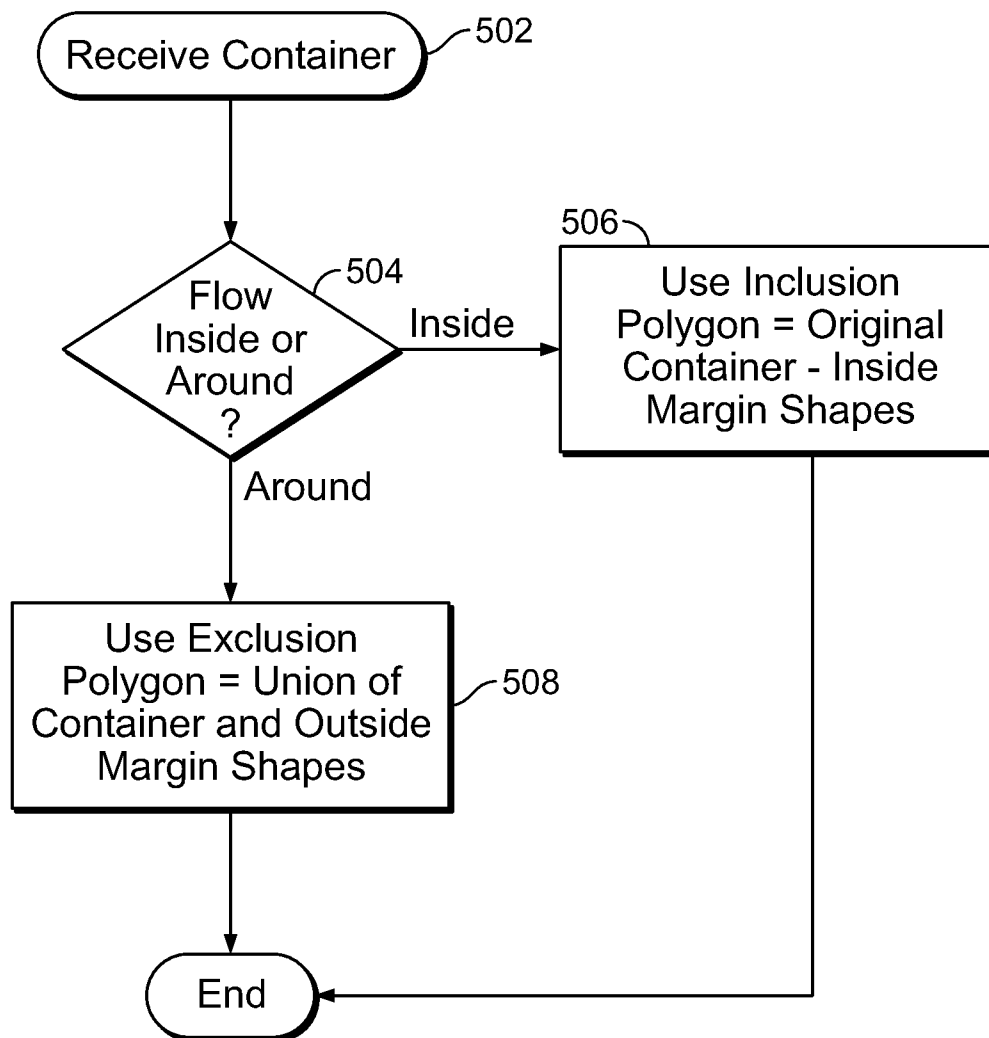 Receive Container
502
504
Flow
Inside or
Around
?
Inside
506
Use Inclusion
Polygon = Original
Container - Inside
Margin Shapes
Around
Use Exclusion
Polygon = Union of
Container and Outside
Margin Shapes
508
End